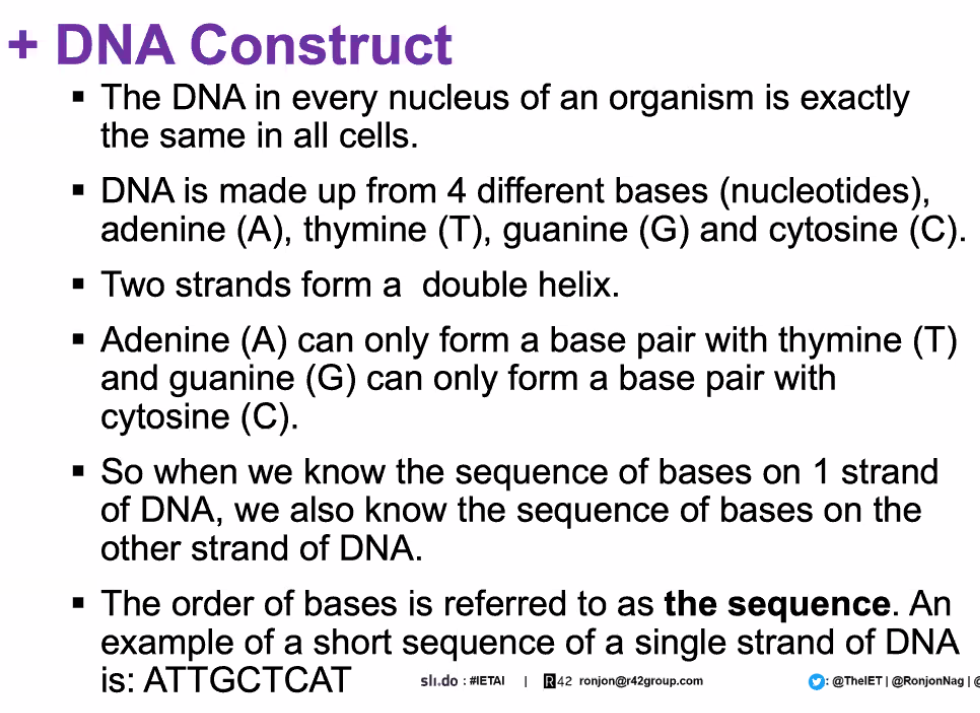 + DNA Construct
▪ The DNA in every nucleus of an organism is exactly
the same in all cells.
▪ DNA is made up from 4 different bases (nucleotides),
adenine (A), thymine (T), guanine (G) and cytosine (C).
▪ Two strands form a  double helix.
▪ Adenine (A) can only form a base pair with thymine (T)
and guanine (G) can only form a base pair with
cytosine (C).
▪ So when we know the sequence of bases on 1 strand
of DNA, we also know the sequence of bases on the
other strand of DNA.
▪ The order of bases is referred to as the sequence. An
example of a short sequence of a single strand of DNA
is: ATTGCTCAT
sli.do : #IETAI | R42 ronjon@r42group.com : @TheIET | @RonjonNag | @